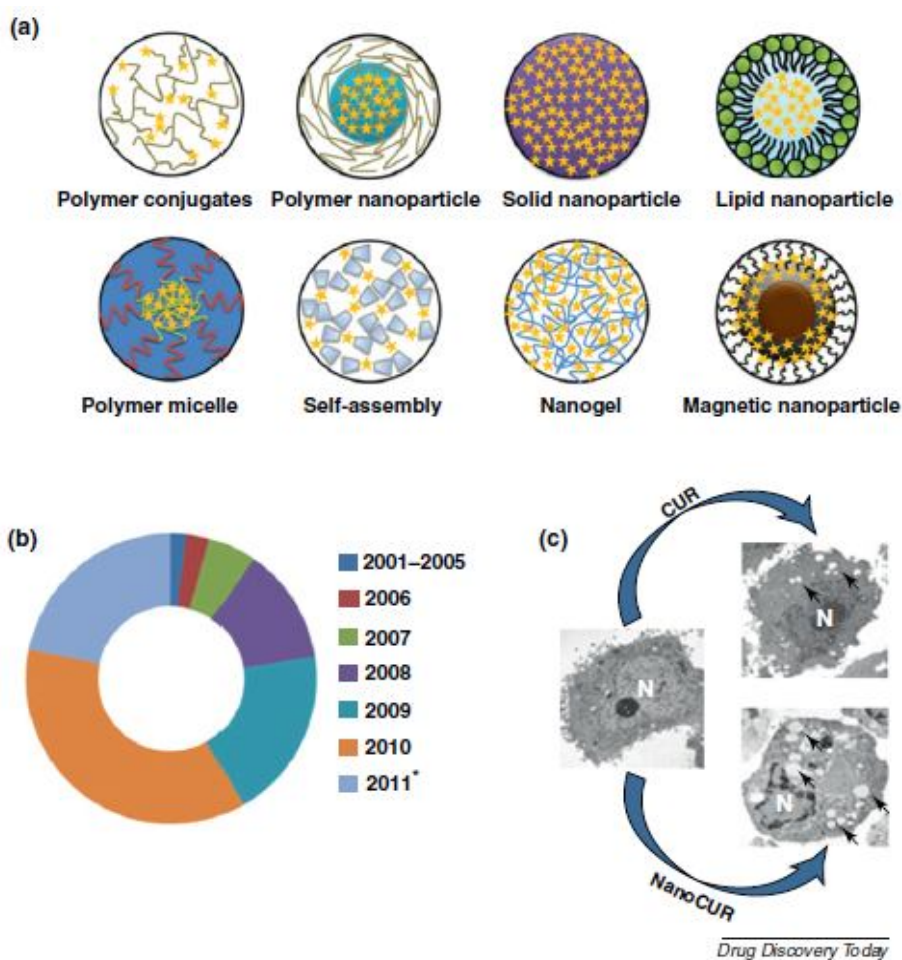 (a)
Polymer conjugates Polymer nanoparticle Solid nanoparticle Lipid nanoparticle
Polymer micelle Self-assembly Nanogel Magnetic nanoparticle
(b)
2001–2005
2006
2007
2008
2009
2010
2011*
(c)
CUR
N
N
N
NanoCUR
Drug Discovery Today